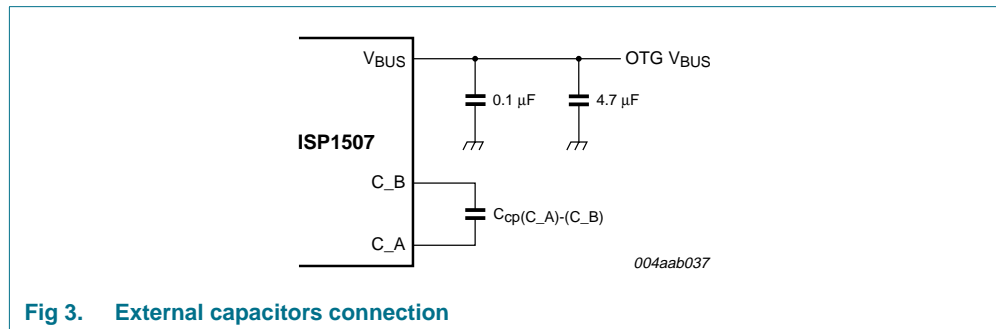 VBUS
OTG VBUS
0.1 μF
4.7 μF
ISP1507
C_B
Ccp(C_A)-(C_B)
C_A
004aab037
Fig 3. External capacitors connection